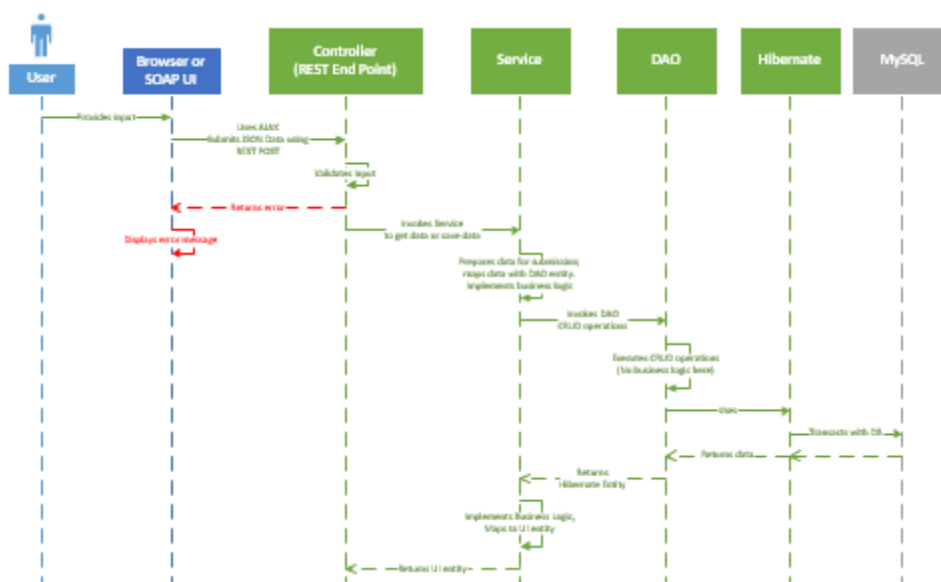 User
Browser or
SOAP UI
Controller
(REST End Point)
Service
DAO
Hibernate
MySQL
Provides input
Uses AJAX
Submits JSON Data using
REST POST
Validates Input
Returns error
Displays error message
Invokes Service
to get data or save data
Prepares data for submission,
maps data with DAO entity.
Implements business logic
Invokes DAO
CRUD operations
Executes CRUD operations
(No business logic here)
Uses
Transacts with DB
Returns data
Returns
Hibernate Entity
Implements Business Logic,
Maps to UI entity
Returns UI entity